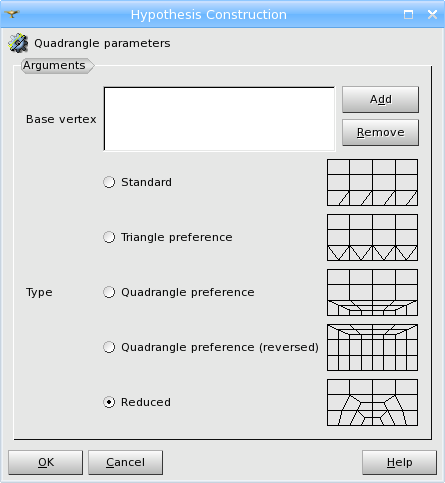 Hypothesis Construction
Quadrangle parameters
Arguments
Base vertex
Add
Remove
Standard
Triangle preference
Type
Quadrangle preference
Quadrangle preference (reversed)
Reduced
OK
Cancel
Help